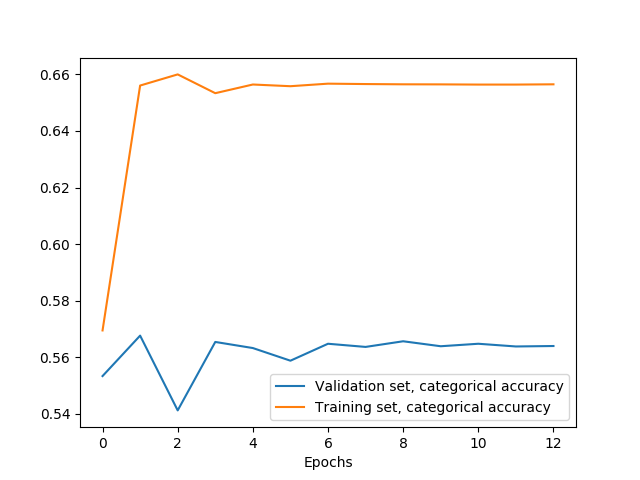 0.66
0.64
0.62
0.60
0.58
0.56
0.54
Validation set, categorical accuracy
Training set, categorical accuracy
0 2 4 6 8 10 12
Epochs